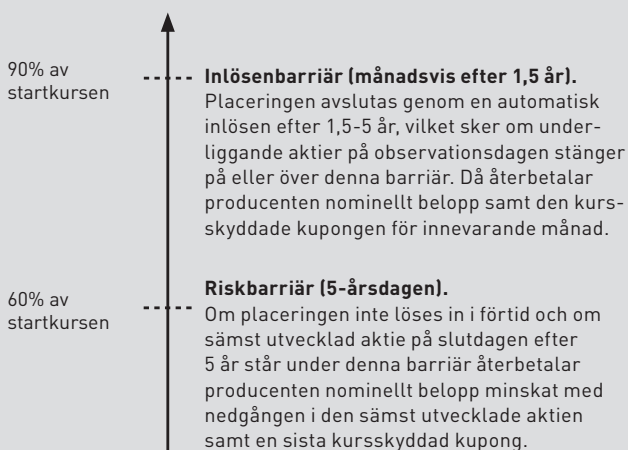 90% av
startkursen
Inlösenbarriär (månadsvis efter 1,5 år).
Placeringen avslutas genom en automatisk
inlösen efter 1,5-5 år, vilket sker om under-
liggande aktier på observationsdagen stänger
på eller över denna barriär. Då återbetalar
producenten nominellt belopp samt den kurs-
skyddade kupongen för innevarande månad.
60% av
startkursen
Riskbarriär (5-årsdagen).
Om placeringen inte löses in i förtid och om
sämst utvecklad aktie på slutdagen efter
5 år står under denna barriär återbetalar
producenten nominellt belopp minskat med
nedgången i den sämst utvecklade aktien
samt en sista kursskyddad kupong.